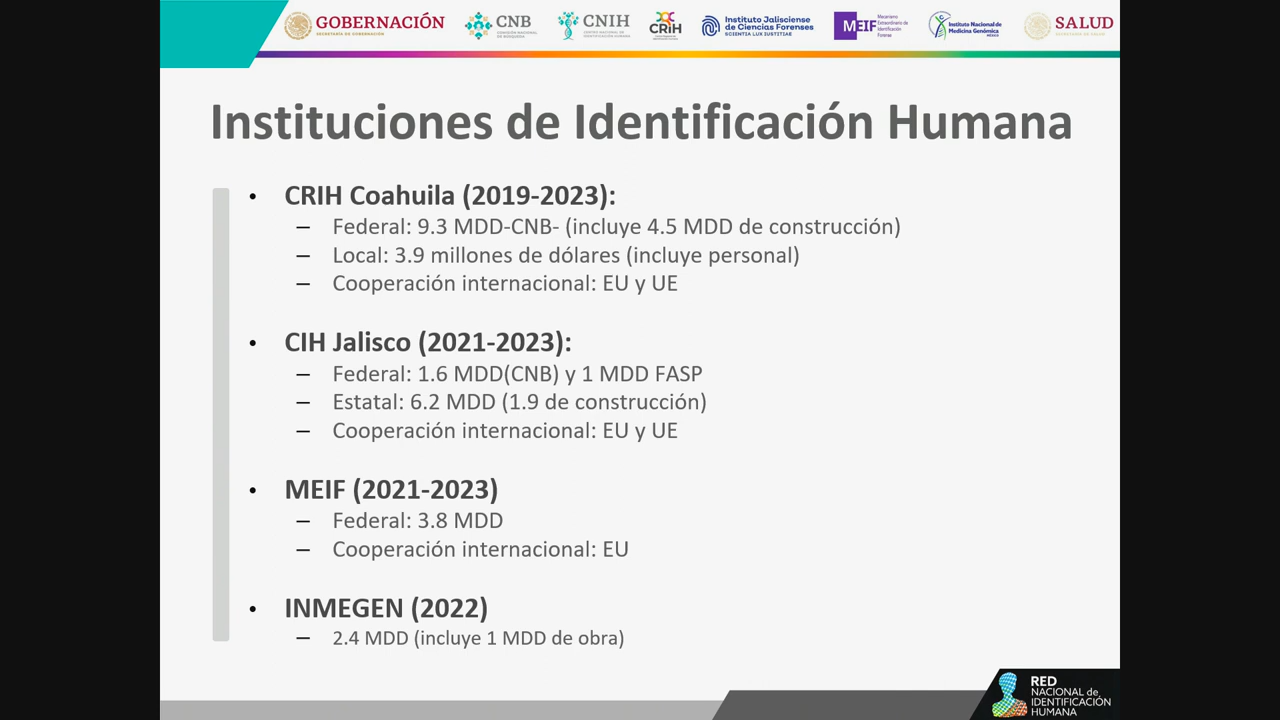 GOBERNACIÓN
SECRETARÍA DE GOBERNACIÓN
CNB
COMISIÓN NACIONAL
DE BÚSQUEDA
CNIH
CENTRO NACIONAL DE
IDENTIFICACIÓN HUMANA
CRIH
Instituto Jalisciense
de Ciencias Forenses
SCIENTIA LUX IUSTITIAE
MEIF
Mecanismo
Extraordinario de
Identificación
Forense
Instituto Nacional de
Medicina Genómica
MÉXICO
SALUD
SECRETARÍA DE SALUD
Instituciones de Identificación Humana
• CRIH Coahuila (2019-2023):
– Federal: 9.3 MDD-CNB- (incluye 4.5 MDD de construcción)
– Local: 3.9 millones de dólares (incluye personal)
– Cooperación internacional: EU y UE
• CIH Jalisco (2021-2023):
– Federal: 1.6 MDD(CNB) y 1 MDD FASP
– Estatal: 6.2 MDD (1.9 de construcción)
– Cooperación internacional: EU y UE
• MEIF (2021-2023)
– Federal: 3.8 MDD
– Cooperación internacional: EU
• INMEGEN (2022)
– 2.4 MDD (incluye 1 MDD de obra)
RED
NACIONAL de
IDENTIFICACIÓN
HUMANA